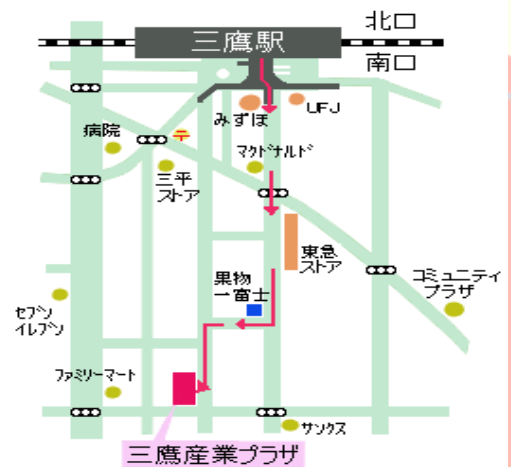 北口
三鷹駅
南口
みずほ
UFJ
病院
〒
マクドナルド
三平
ストア
東急
ストア
果物
一富士
コミュニティ
プラザ
セブン
イレブン
ファミリーマート
サンクス
三鷹産業プラザ